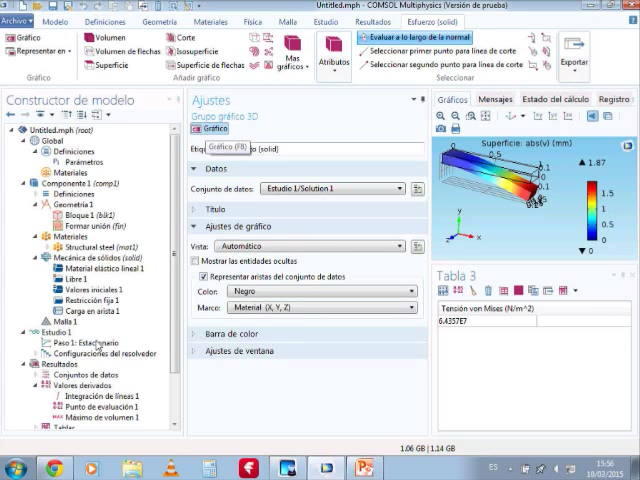 Untitled.mph - COMSOL Multiphysics (Versión de prueba)
Archivo
Modelo
Definiciones
Geometría
Materiales
Física
Malla
Estudio
Resultados
Esfuerzo (solid)
Gráfico
Representar en
Gráfico
Volumen
Volumen de flechas
Superficie
Corte
Isosuperficie
Superficie de flechas
Mas gráficos
Añadir gráfico
Atributos
Evaluar a lo largo de la normal
Seleccionar primer punto para línea de corte
Seleccionar segundo punto para línea de corte
Seleccionar
Exportar
Constructor de modelo
Untitled.mph (root)
Global
Definiciones
Parámetros
Materiales
Componente 1 (comp1)
Definiciones
Geometría 1
Bloque 1 (blk1)
Formar unión (fin)
Materiales
Structural steel (mat1)
Mecánica de sólidos (solid)
Material elástico lineal 1
Libre 1
Valores iniciales 1
Restricción fija 1
Carga en arista 1
Malla 1
Estudio 1
Paso 1: Estacionario
Configuraciones del resolvedor
Resultados
Conjuntos de datos
Valores derivados
Integración de líneas 1
Punto de evaluación 1
Máximo de volumen 1
Tablas
Ajustes
Grupo gráfico 3D
Gráfico
Gráfico (F8)
Etiq
(solid)
Datos
Conjunto de datos:
Estudio 1/Solution 1
Título
Ajustes de gráfico
Vista:
Automático
Mostrar las entidades ocultas
Representar aristas del conjunto de datos
Color:
Negro
Marco:
Material (X, Y, Z)
Barra de color
Ajustes de ventana
Gráficos
Mensajes
Estado del cálculo
Registro
Superficie: abs(v) (mm)
1.87
1.5
1
0.5
0
0
y
z
x
Tabla 3
Tensión von Mises (N/m^2)
6.4357E7
1.06 GB | 1.14 GB
ES
15:56
10/03/2015